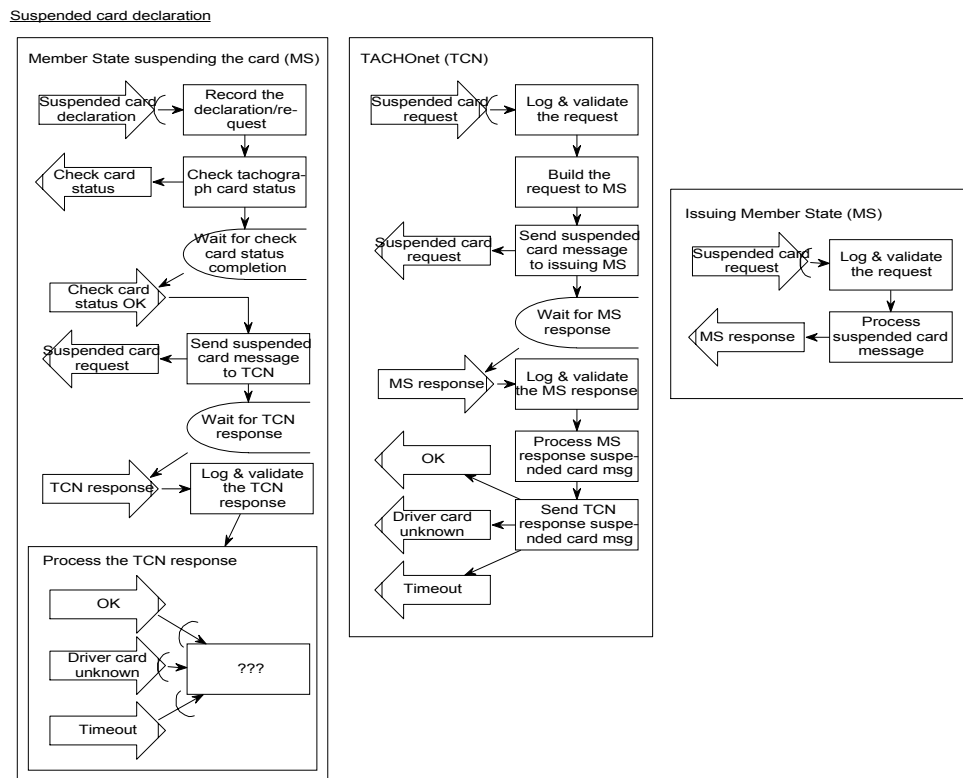 Suspended card declaration
Member State suspending the card (MS)
Suspended card
declaration
Record the
declaration/re-
quest
Check card
status
Check tachogra-
ph card status
Wait for check
card status
completion
Check card
status OK
Suspended card
request
Send suspended
card message
to TCN
Wait for TCN
response
TCN response
Log & validate
the TCN
response
Process the TCN response
OK
Driver card
unknown
???
Timeout
TACHOnet (TCN)
Suspended card
request
Log & validate
the request
Build the
request to MS
Suspended card
request
Send suspended
card message
to issuing MS
Wait for MS
response
MS response
Log & validate
the MS response
Process MS
response suspe-
nded card msg
OK
Driver card
unknown
Send TCN
response suspe-
nded card msg
Timeout
Issuing Member State (MS)
Suspended card
request
Log & validate
the request
MS response
Process
suspended card
message